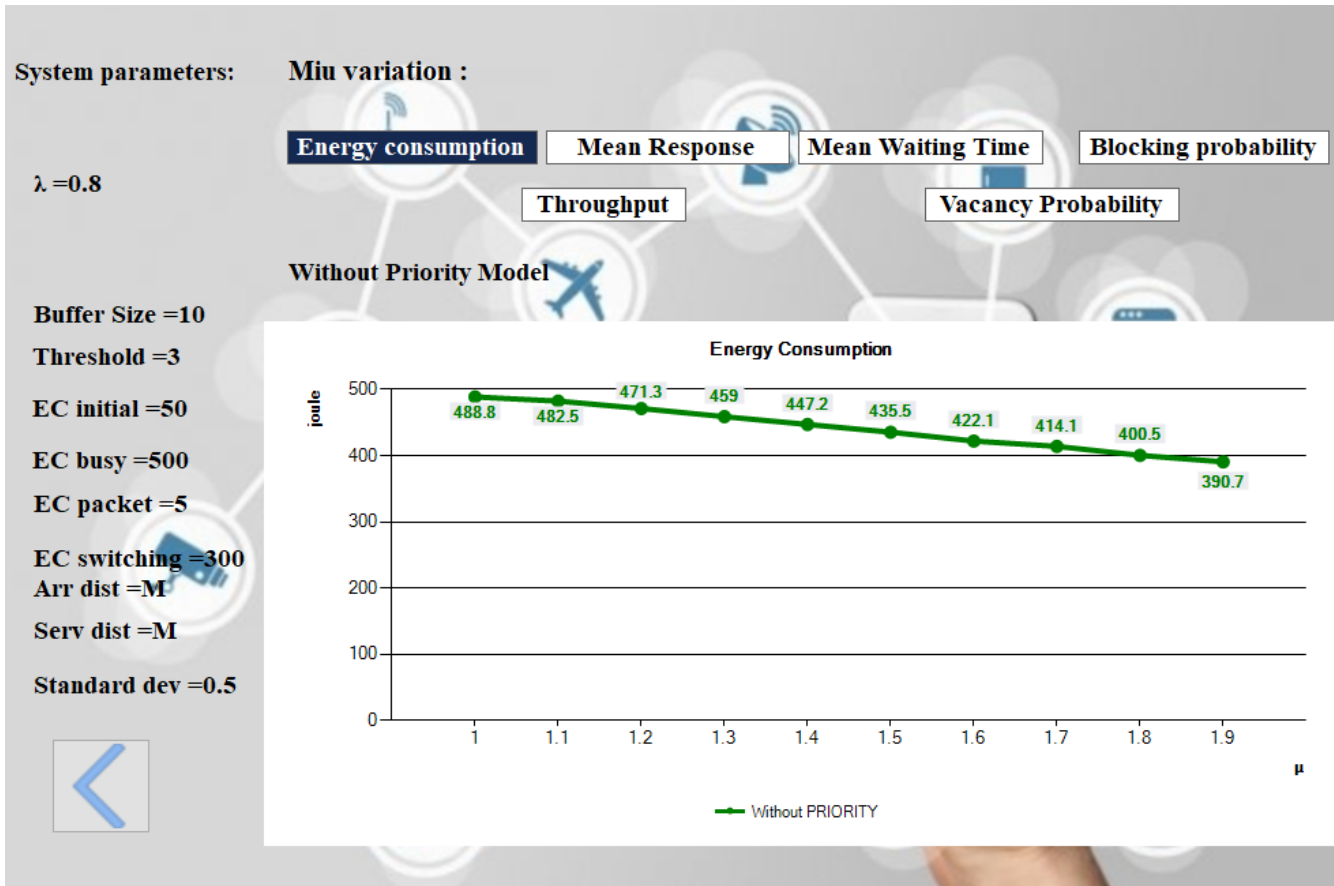 System parameters:
Miu variation :
Energy consumption
Mean Response
Mean Waiting Time
Blocking probability
λ =0.8
Throughput
Vacancy Probability
Without Priority Model
Buffer Size =10
Threshold =3
EC initial =50
EC busy =500
EC packet =5
EC switching =300
Arr dist =M
Serv dist =M
Standard dev =0.5
Energy Consumption
joule
500
400
300
200
100
0
488.8
482.5
471.3
459
447.2
435.5
422.1
414.1
400.5
390.7
1 1.1 1.2 1.3 1.4 1.5 1.6 1.7 1.8 1.9
μ
Without PRIORITY